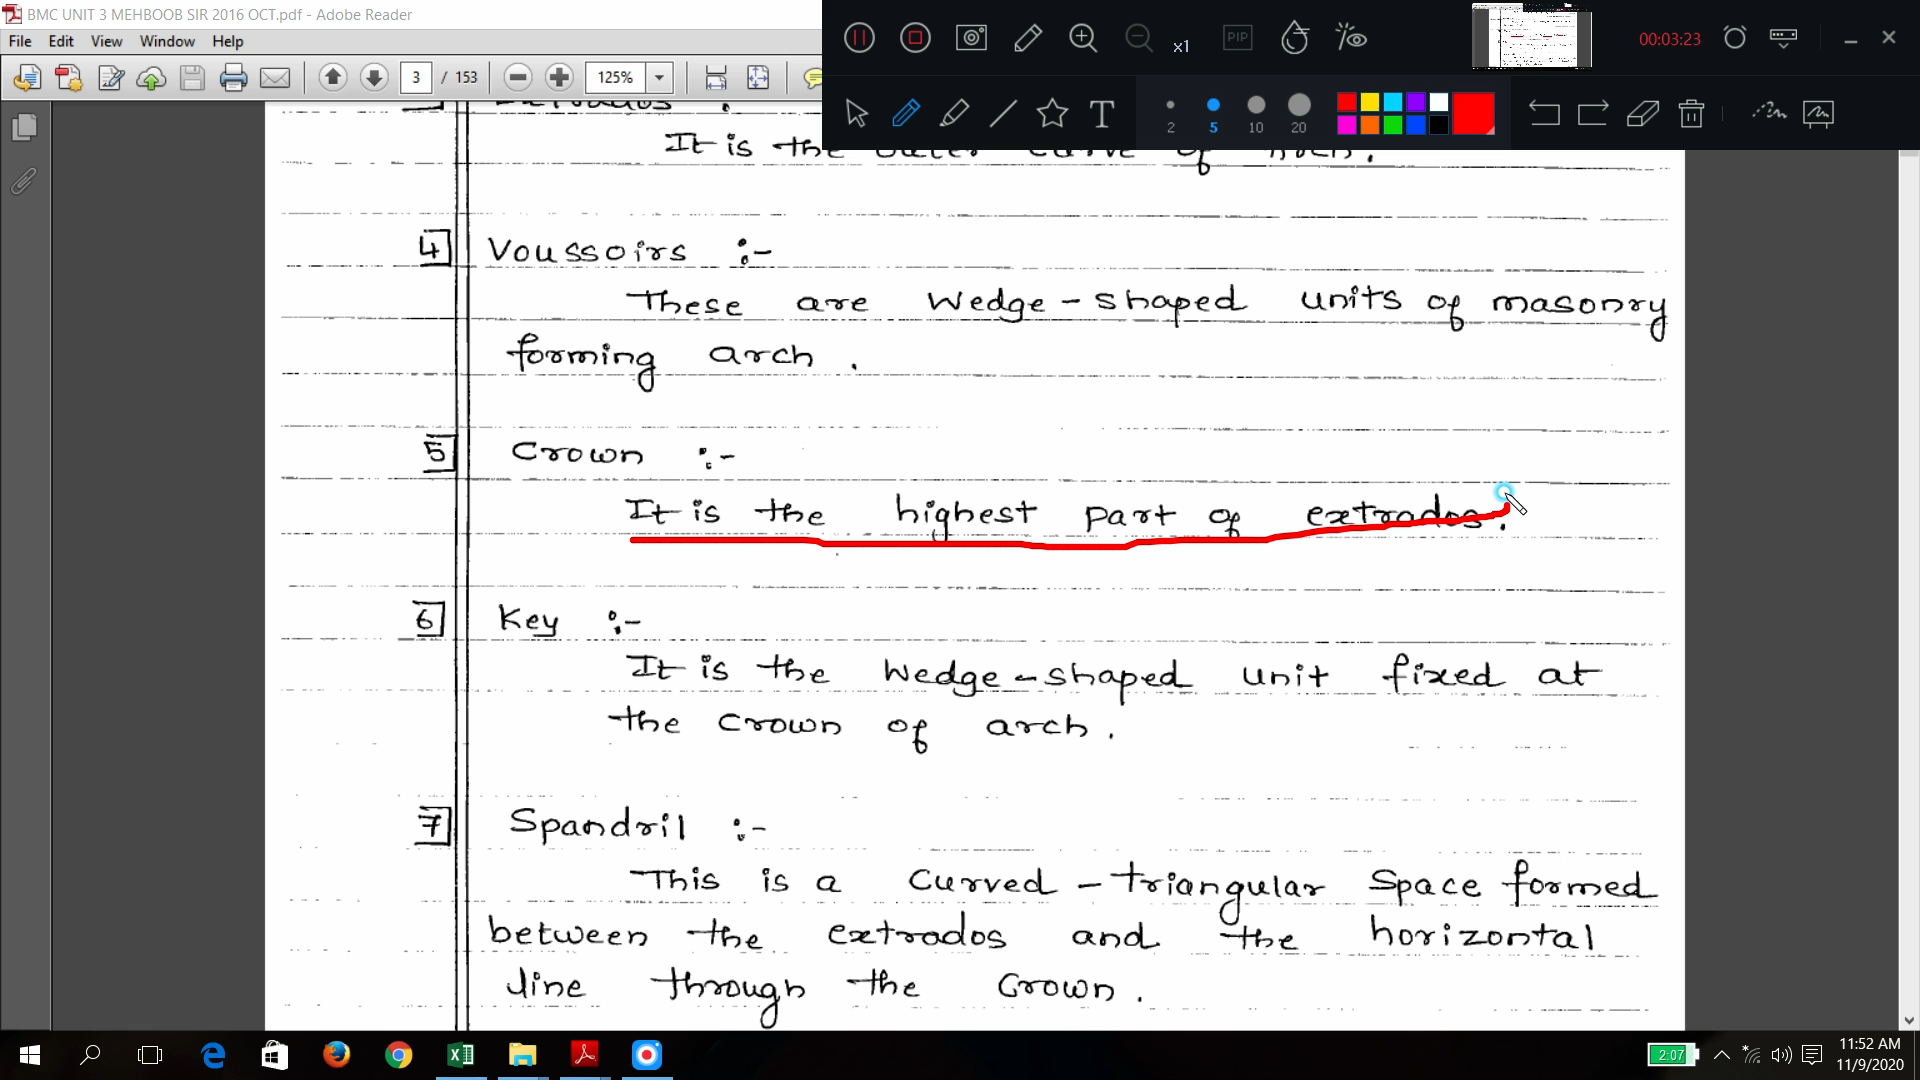 BMC UNIT 3 MEHBOOB SIR 2016 OCT.pdf - Adobe Reader
File Edit View Window Help
3 / 153 125%
x1 PIP 00:03:23
T 2 5 10 20
It is the outer curve of
4 Voussoirs :-
These are wedge-shaped units of masonry
forming arch .
5 Crown :-
It is the highest part of extrados.
6 Key :-
It is the wedge-shaped unit fixed at
the crown of arch .
7 Spandril :-
This is a curved-triangular space formed
between the extrados and the horizontal
line through the crown .
2:07
11:52 AM
11/9/2020